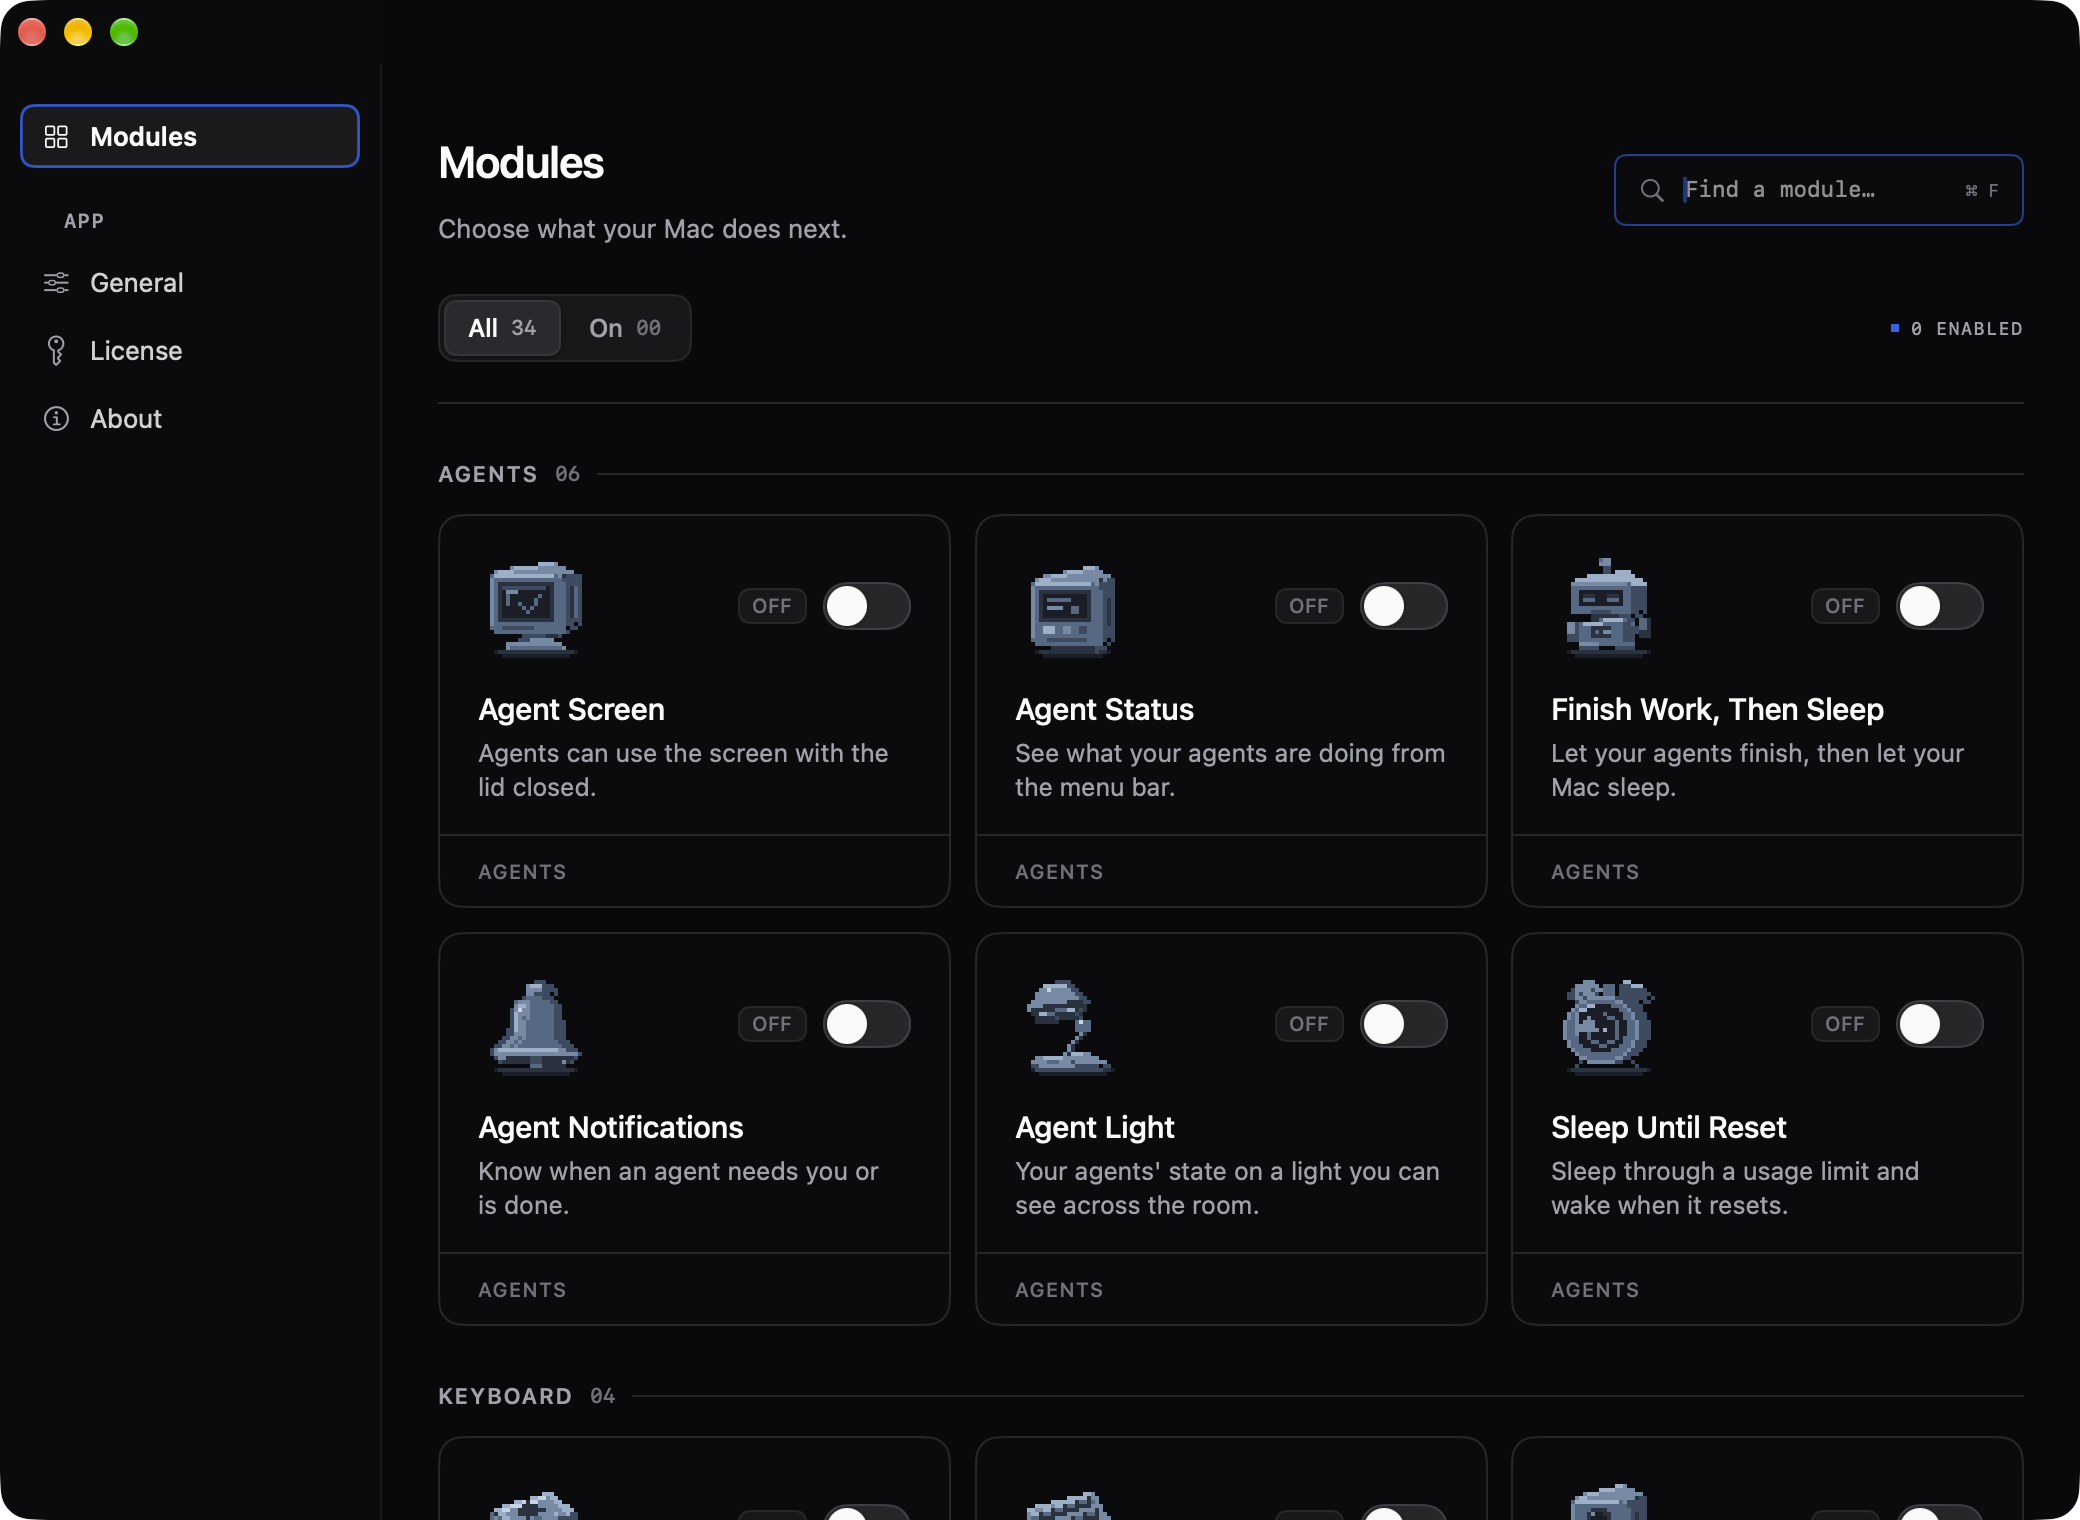 Modules
APP
General
License
About
Modules
Choose what your Mac does next.
Find a module…
⌘ F
All 34
On 00
0 ENABLED
AGENTS 06
OFF
Agent Screen
Agents can use the screen with the
lid closed.
AGENTS
OFF
Agent Status
See what your agents are doing from
the menu bar.
AGENTS
OFF
Finish Work, Then Sleep
Let your agents finish, then let your
Mac sleep.
AGENTS
OFF
Agent Notifications
Know when an agent needs you or
is done.
AGENTS
OFF
Agent Light
Your agents' state on a light you can
see across the room.
AGENTS
OFF
Sleep Until Reset
Sleep through a usage limit and
wake when it resets.
AGENTS
KEYBOARD 04